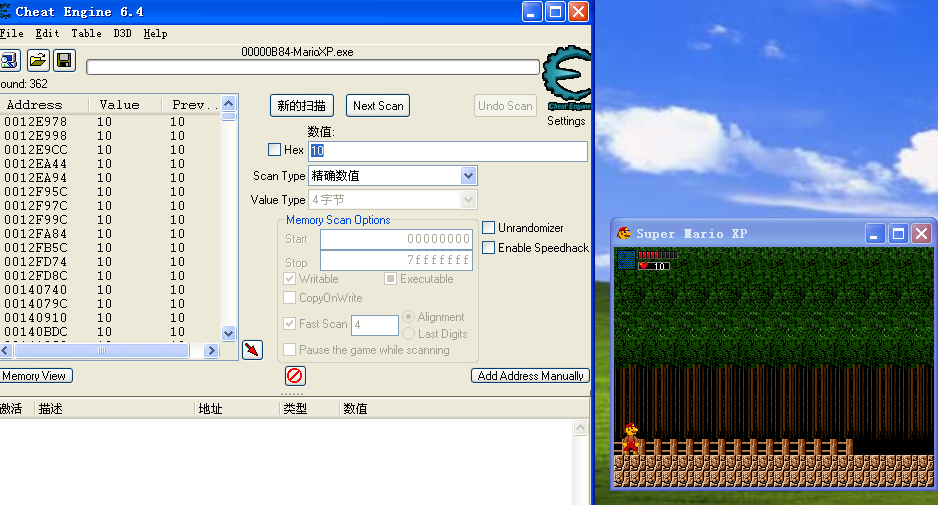 Cheat Engine 6.4
File Edit Table D3D Help
00000B84-MarioXP.exe
ound: 362
Address Value Prev..
0012E978 10 10
0012E998 10 10
0012E9CC 10 10
0012EA44 10 10
0012EA94 10 10
0012F95C 10 10
0012F97C 10 10
0012F99C 10 10
0012FA84 10 10
0012FB5C 10 10
0012FD74 10 10
0012FD8C 10 10
00140740 10 10
0014079C 10 10
00140910 10 10
00140BDC 10 10
新的扫描 Next Scan Undo Scan
Cheat Engine
Settings
数值:
Hex 10
Scan Type 精确数值
Value Type 4 字节
Memory Scan Options
Start 00000000
Stop 7fffffff
Writable Executable
CopyOnWrite
Fast Scan 4 Alignment
Last Digits
Pause the game while scanning
Unrandomizer
Enable Speedhack
Memory View Add Address Manually
激活 描述 地址 类型 数值
Super Mario XP
10